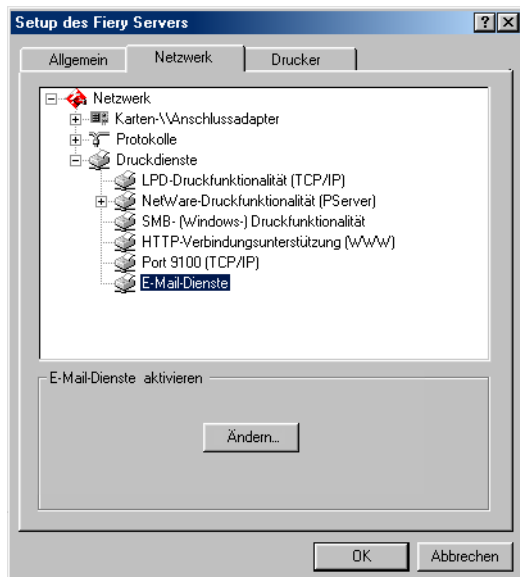 Setup des Fiery Servers
Allgemein Netzwerk Drucker
Netzwerk
Karten-\\Anschlussadapter
Protokolle
Druckdienste
LPD-Druckfunktionalität (TCP/IP)
NetWare-Druckfunktionalität (PServer)
SMB- (Windows-) Druckfunktionalität
HTTP-Verbindungsunterstützung (WWW)
Port 9100 (TCP/IP)
E-Mail-Dienste
E-Mail-Dienste aktivieren
Ändern...
OK Abbrechen